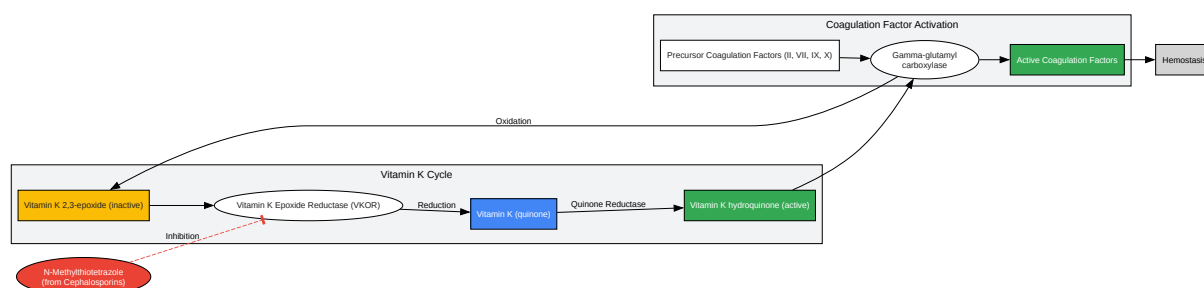 Coagulation Factor Activation
Precursor Coagulation Factors (II, VII, IX, X)
Gamma-glutamyl
carboxylase
Active Coagulation Factors
Hemostasis
Oxidation
Vitamin K Cycle
Vitamin K 2,3-epoxide (inactive)
Vitamin K Epoxide Reductase (VKOR)
Reduction
Vitamin K (quinone)
Quinone Reductase
Vitamin K hydroquinone (active)
Inhibition
N-Methylthiotetrazole
(from Cephalosporins)